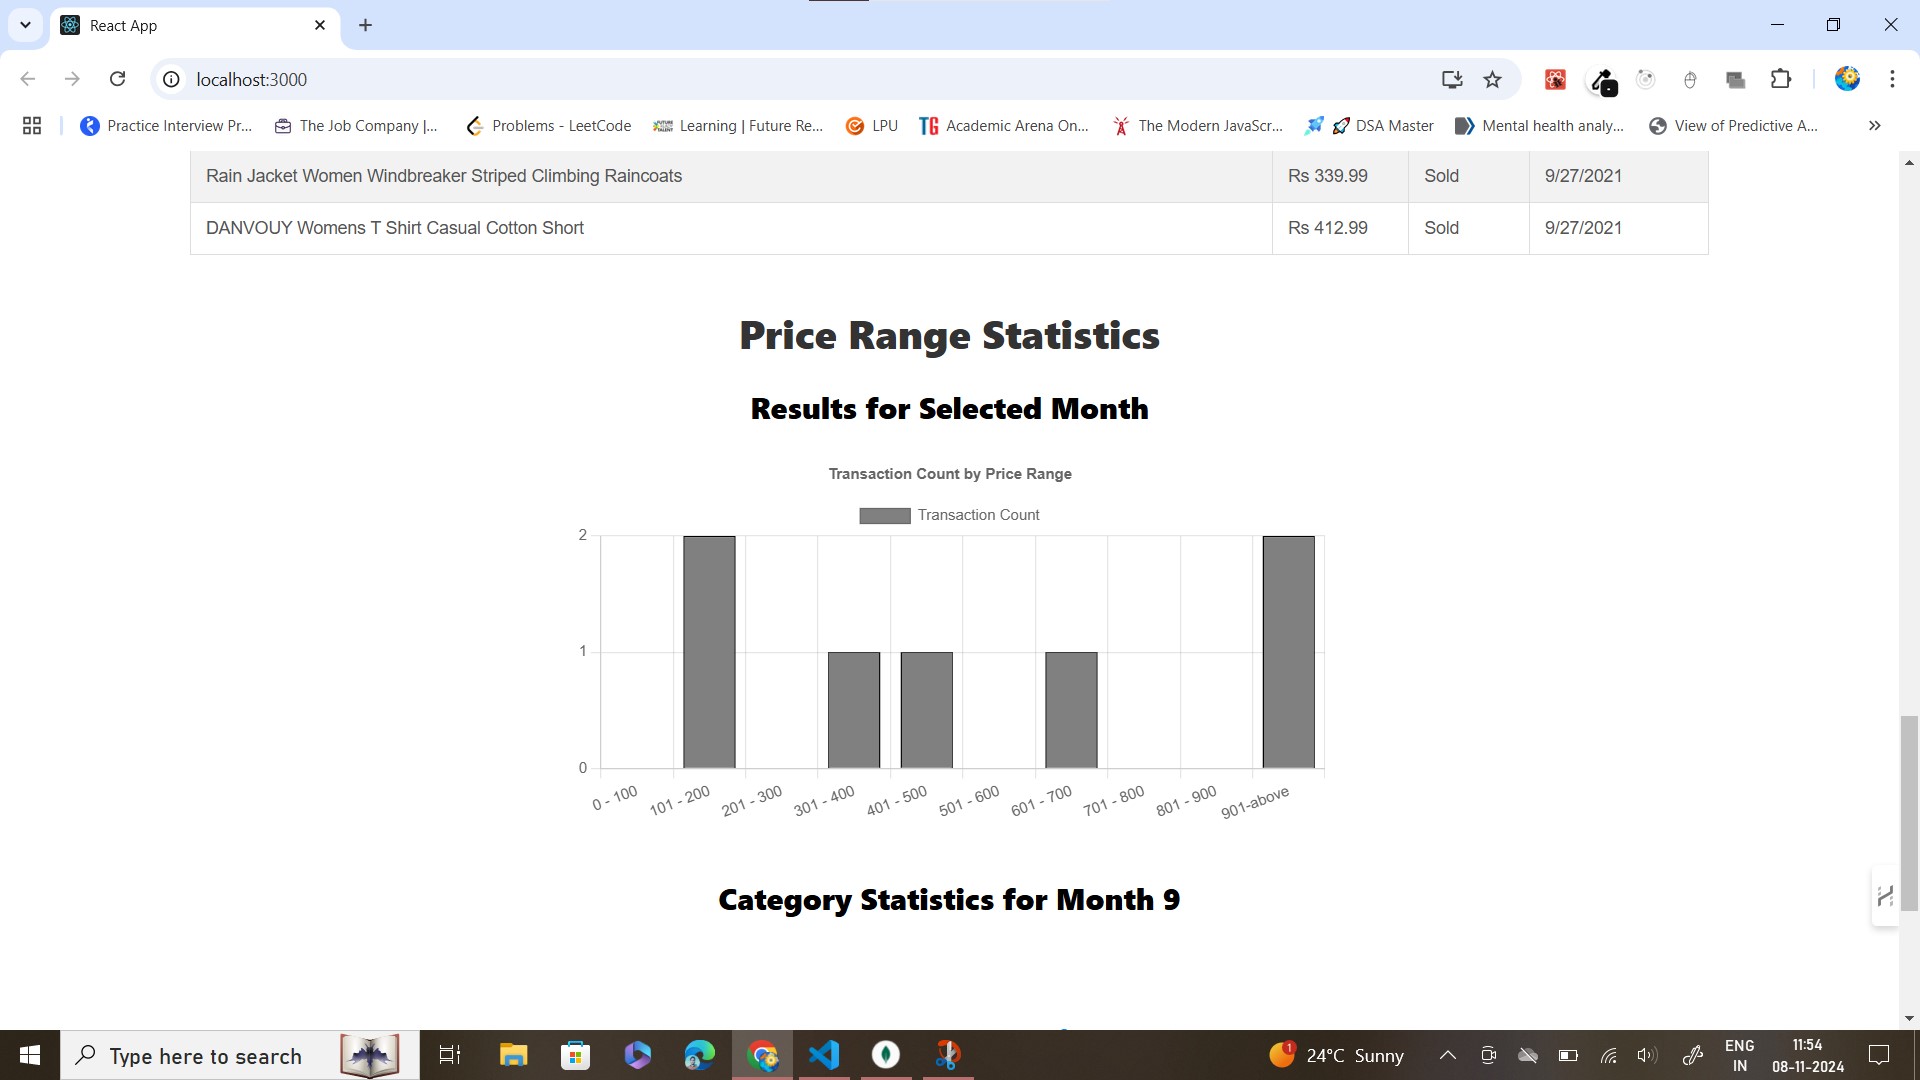 React App
localhost:3000
Practice Interview Pr... The Job Company |... Problems - LeetCode Learning | Future Re... LPU TG Academic Arena On... The Modern JavaScr... DSA Master Mental health analy... View of Predictive A...
Rain Jacket Women Windbreaker Striped Climbing Raincoats Rs 339.99 Sold 9/27/2021
DANVOUY Womens T Shirt Casual Cotton Short Rs 412.99 Sold 9/27/2021
Price Range Statistics
Results for Selected Month
Transaction Count by Price Range
Transaction Count
2
1
0
0 - 100 101 - 200 201 - 300 301 - 400 401 - 500 501 - 600 601 - 700 701 - 800 801 - 900 901-above
Category Statistics for Month 9
Type here to search 1 24°C Sunny ENG 11:54
IN 08-11-2024